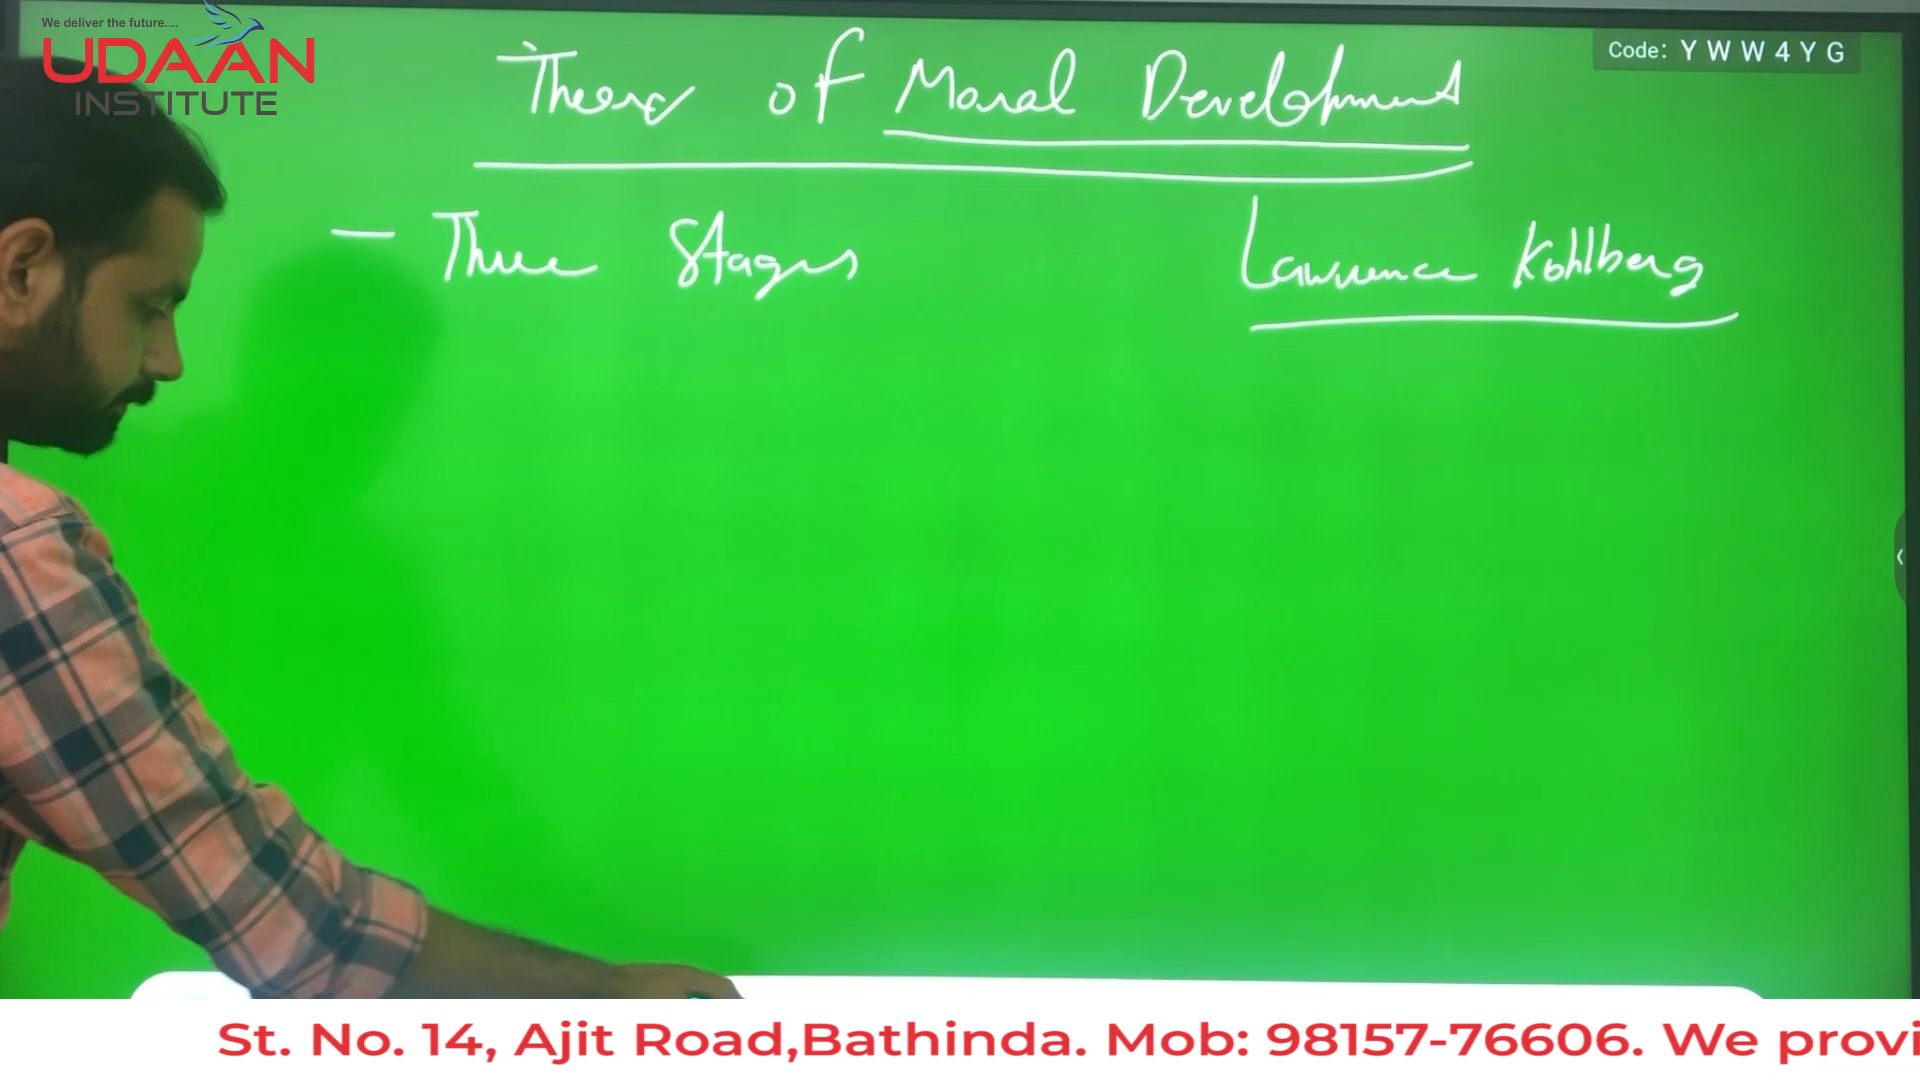 We deliver the future....
UDAAN
INSTITUTE
Code: Y W W 4 Y G
Theory of Moral Development
- Three Stages
Lawrence Kohlberg
St. No. 14, Ajit Road,Bathinda. Mob: 98157-76606. We provi